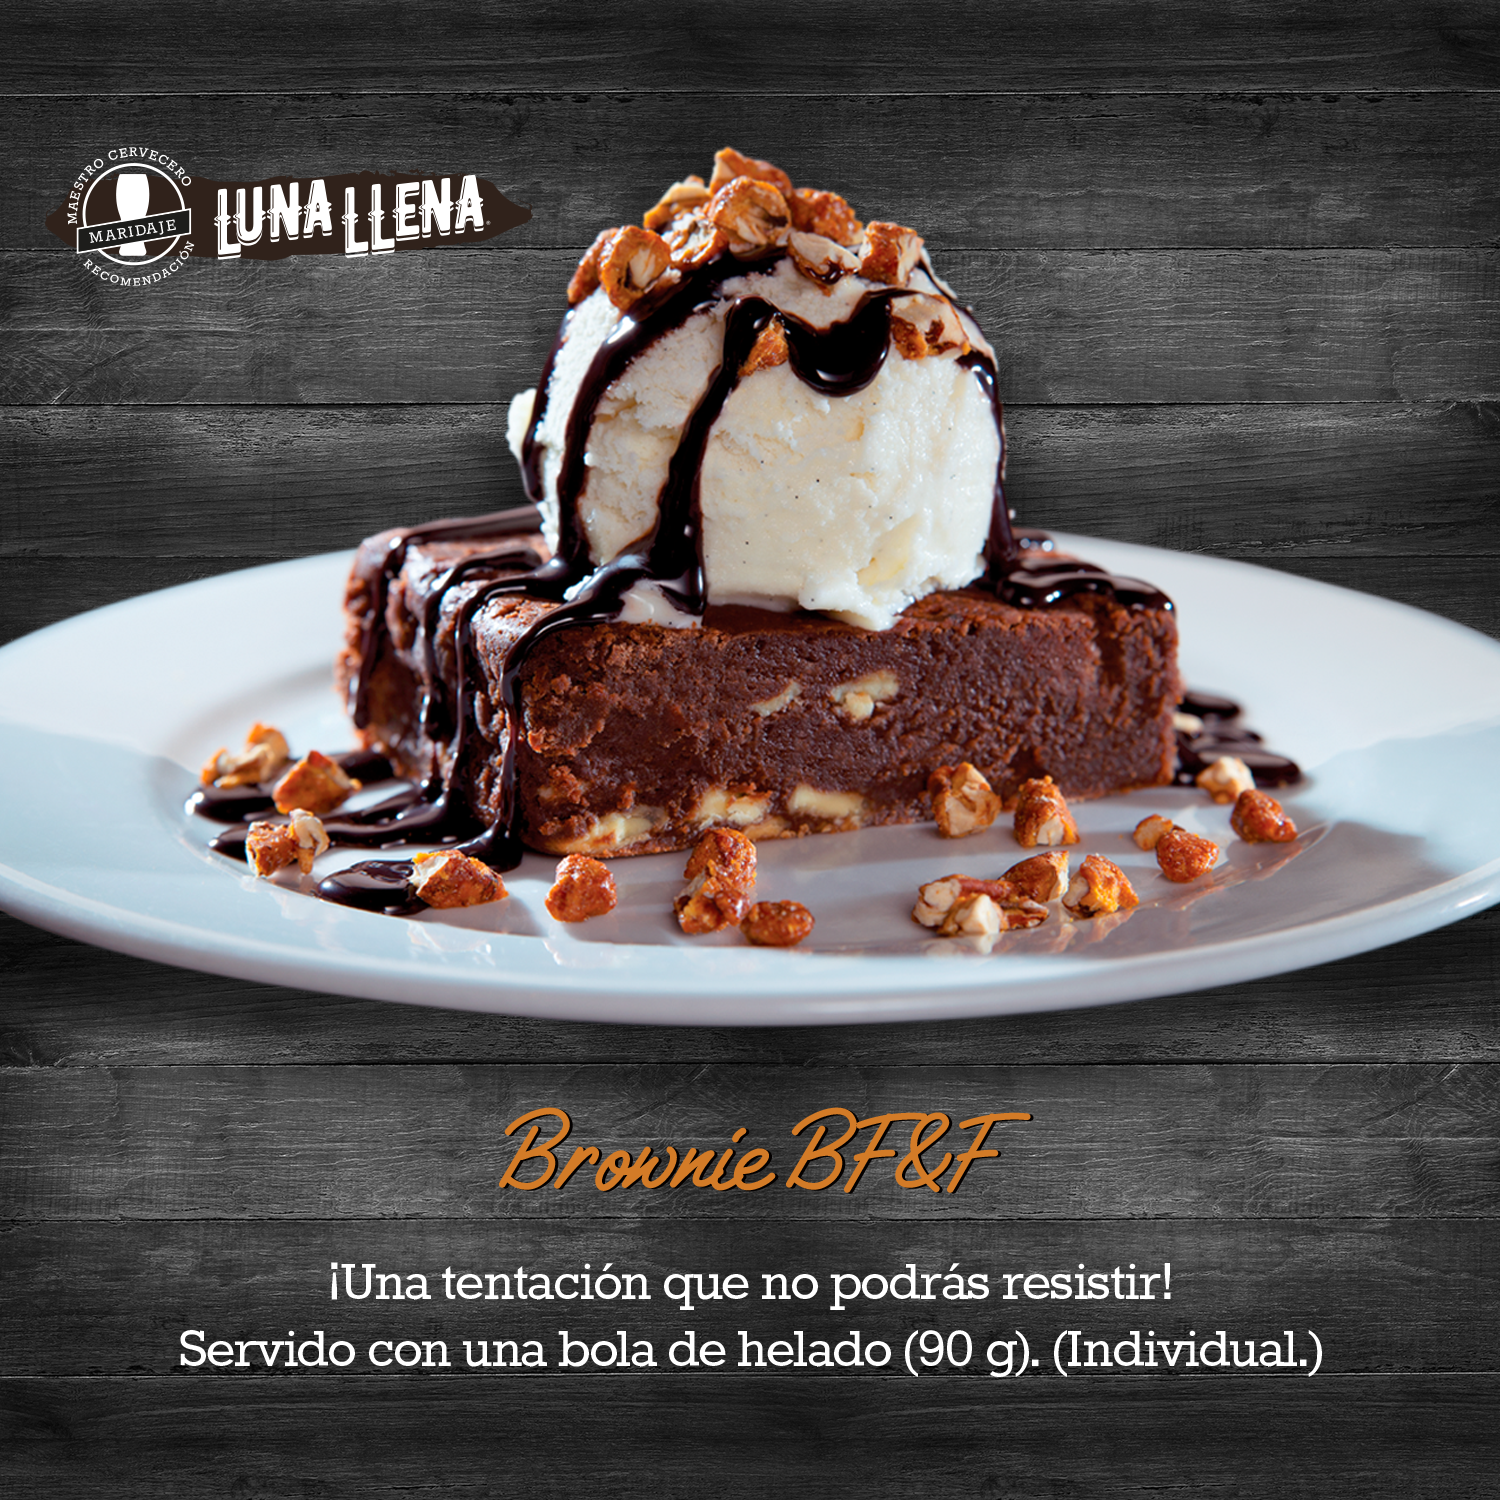 MAESTRO CERVECERO
MARIDAJE
RECOMENDACIÓN
LUNA LLENA
Brownie BF&F
¡Una tentación que no podrás resistir!
Servido con una bola de helado (90 g). (Individual.)